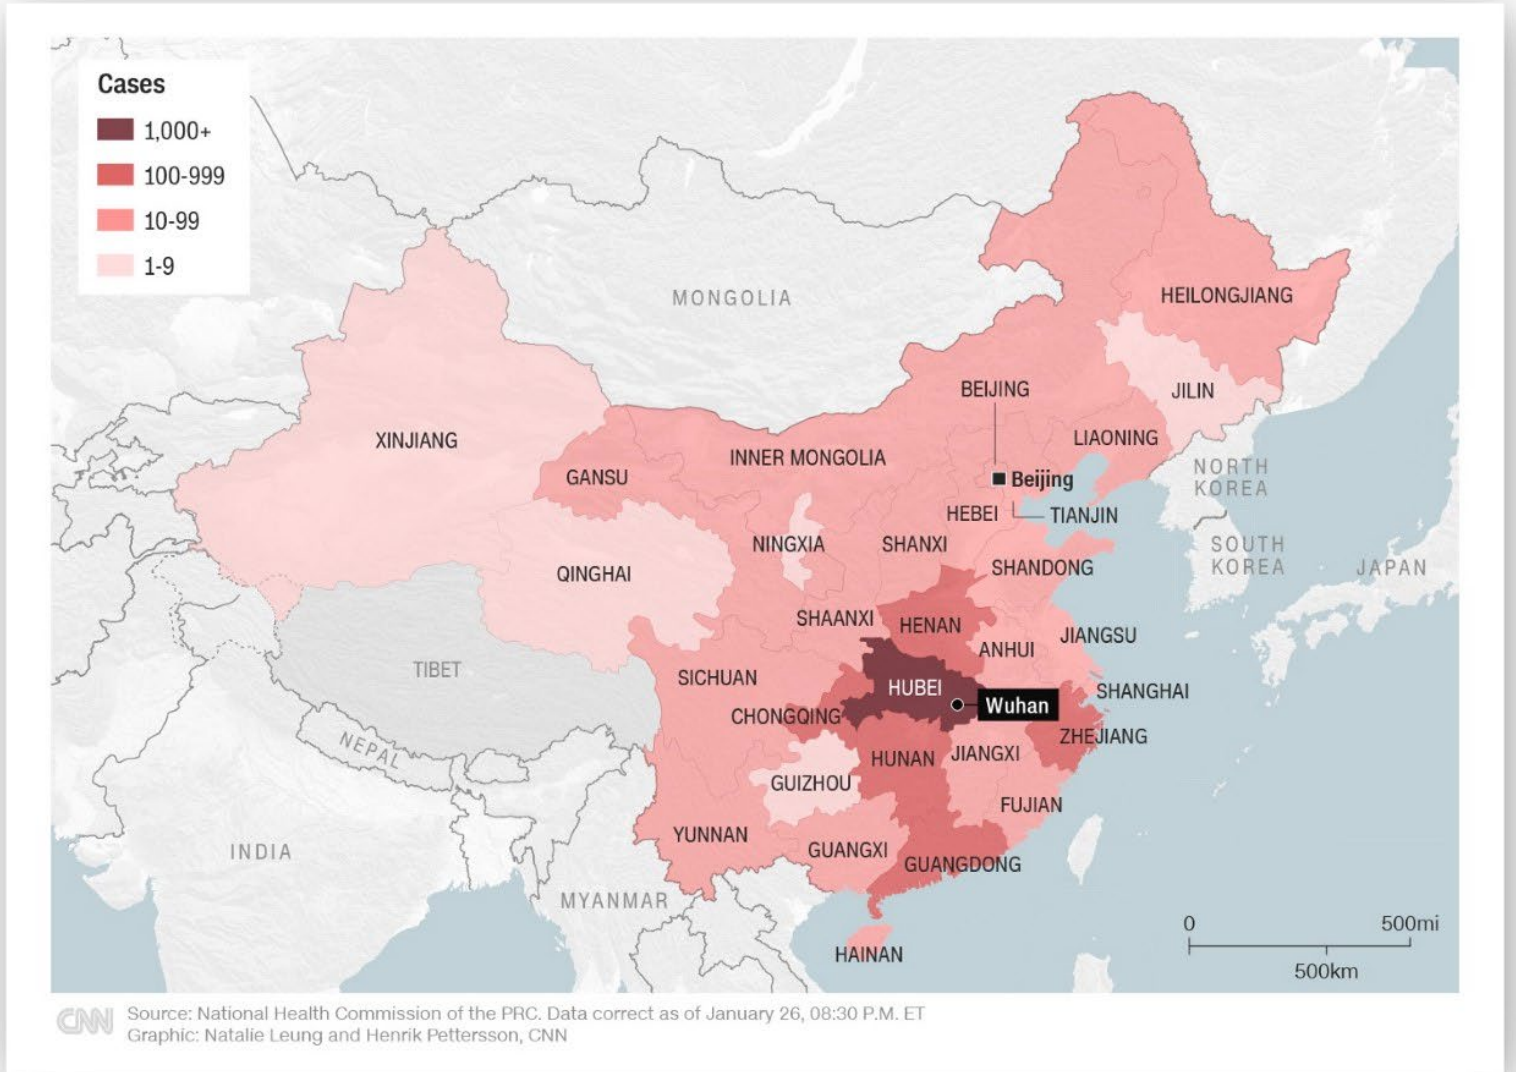 Cases
1,000+
100-999
10-99
1-9
MONGOLIA
HEILONGJIANG
BEIJING
JILIN
XINJIANG
INNER MONGOLIA
LIAONING
GANSU
Beijing
NORTH
KOREA
HEBEI
TIANJIN
NINGXIA
SHANXI
SOUTH
KOREA
JAPAN
QINGHAI
SHANDONG
SHAANXI
HENAN
JIANGSU
ANHUI
TIBET
SICHUAN
HUBEI
Wuhan
SHANGHAI
CHONGQING
ZHEJIANG
NEPAL
HUNAN
JIANGXI
GUIZHOU
FUJIAN
YUNNAN
INDIA
GUANGXI
GUANGDONG
MYANMAR
HAINAN
0 500mi
500km
CNN
Source: National Health Commission of the PRC. Data correct as of January 26, 08:30 P.M. ET
Graphic: Natalie Leung and Henrik Pettersson, CNN